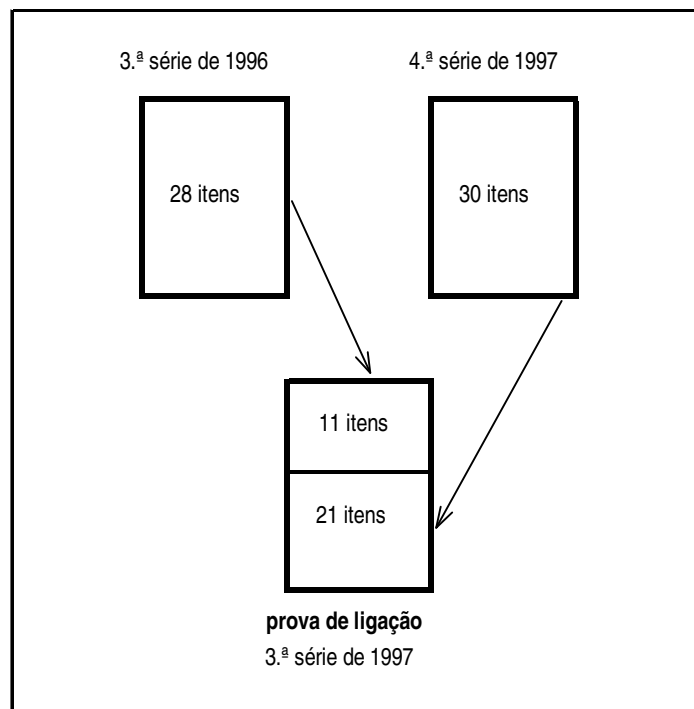 3.ª série de 1996
4.ª série de 1997
28 itens
30 itens
11 itens
21 itens
prova de ligação
3.ª série de 1997